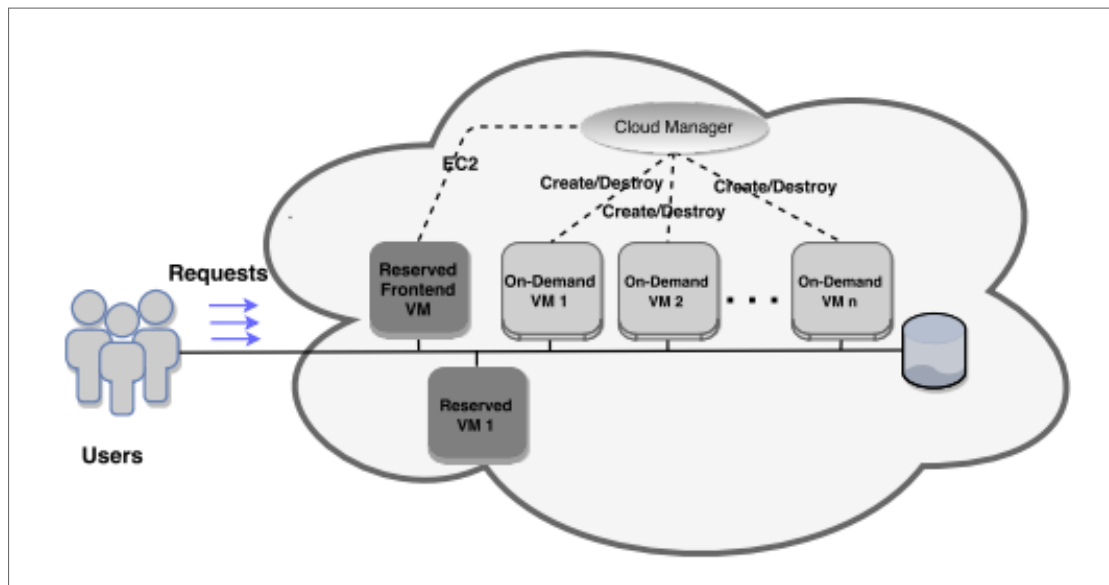 Cloud Manager
EC2
Create/Destroy
Create/Destroy
Create/Destroy
Requests
Reserved
Frontend
VM
On-Demand
VM 1
On-Demand
VM 2
On-Demand
VM n
Reserved
VM 1
Users